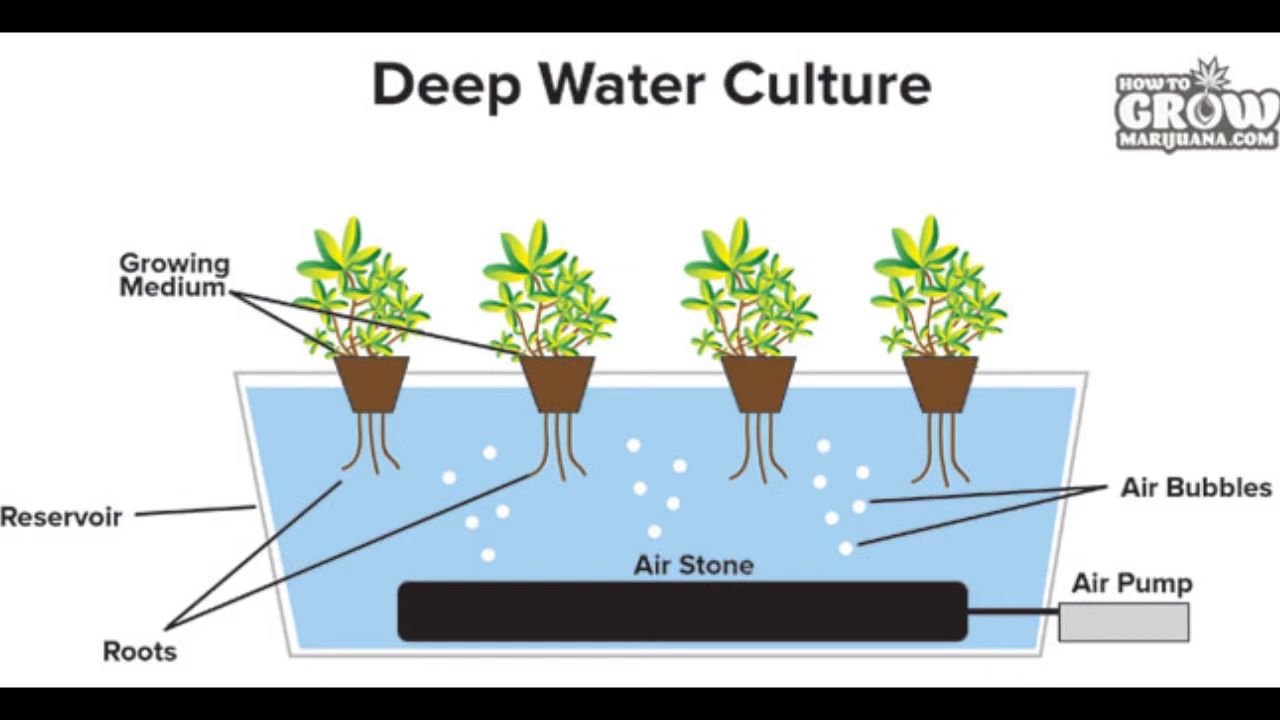 Deep Water Culture
HOW TO
GROW
MARIJUANA.COM
Growing
Medium
Reservoir
Air Bubbles
Air Stone
Air Pump
Roots